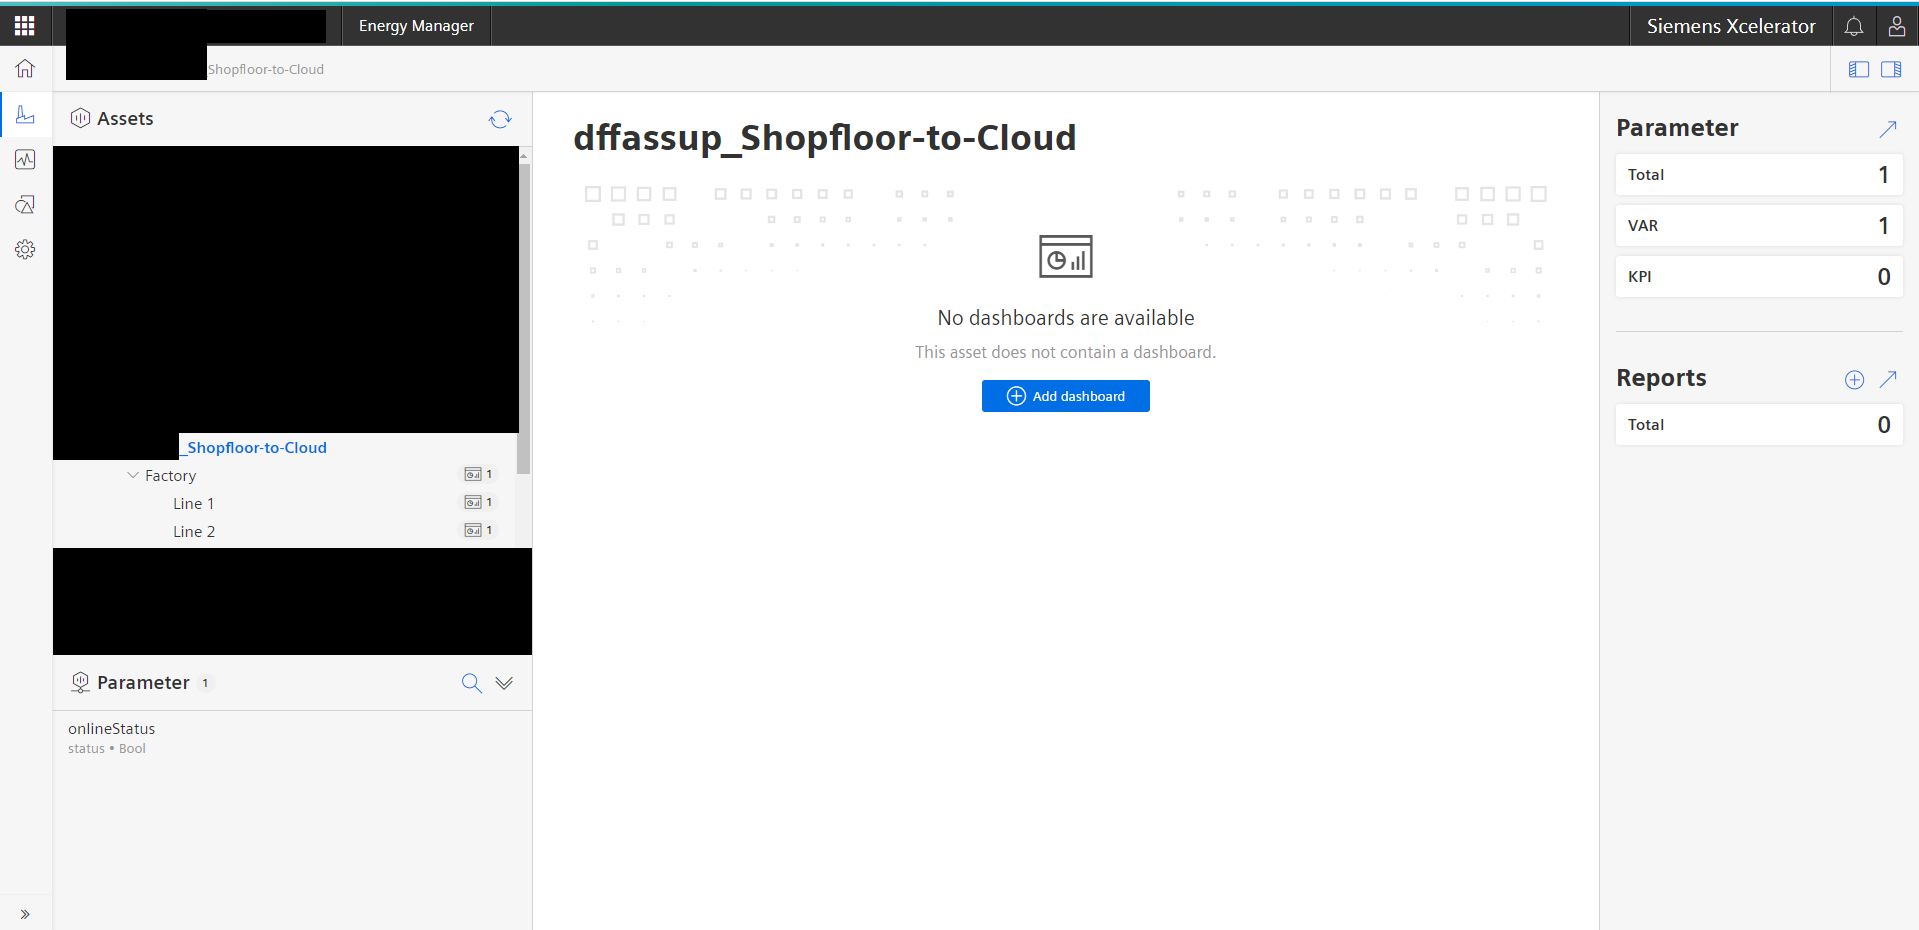 Energy Manager
Siemens Xcelerator
Shopfloor-to-Cloud
Assets
_Shopfloor-to-Cloud
Factory 1
Line 1 1
Line 2 1
Parameter 1
onlineStatus
status • Bool
dffassup_Shopfloor-to-Cloud
No dashboards are available
This asset does not contain a dashboard.
Add dashboard
Parameter
Total 1
VAR 1
KPI 0
Reports
Total 0